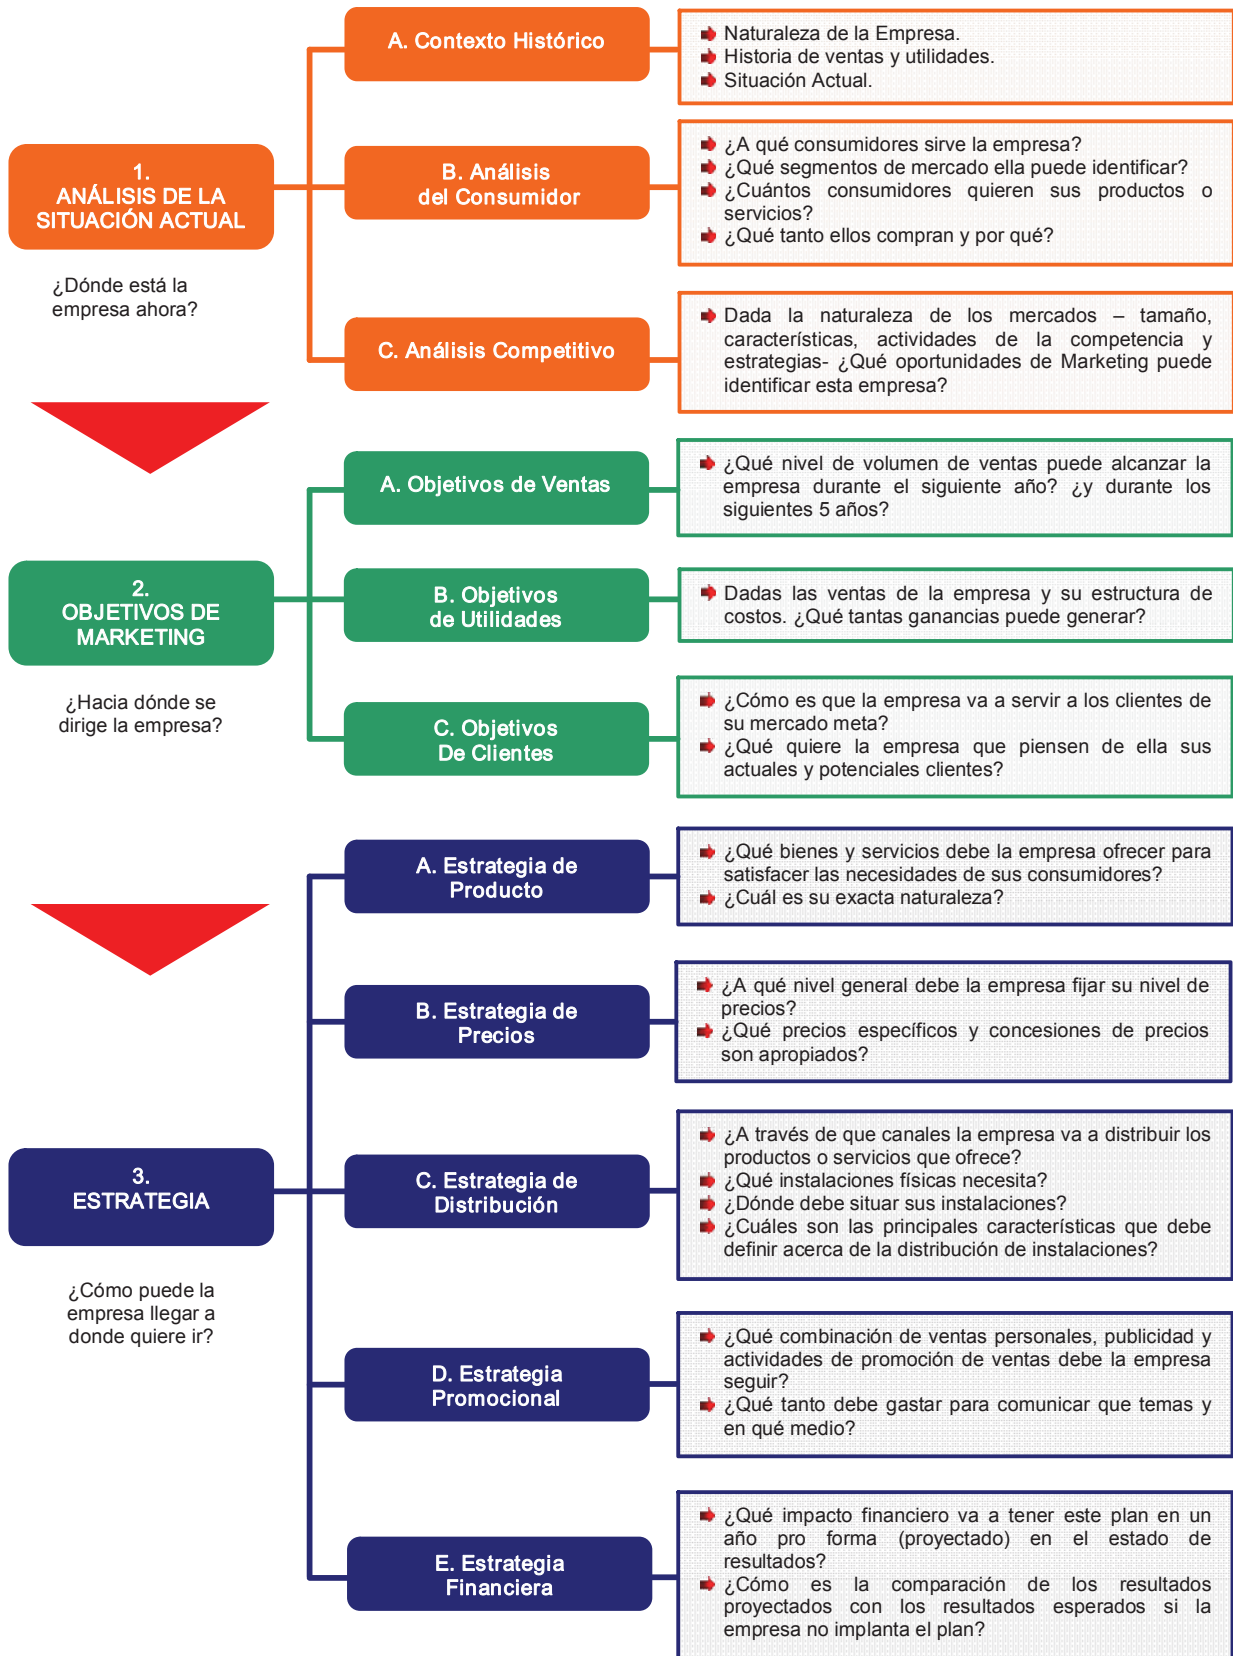 A. Contexto Histórico
Naturaleza de la Empresa.
Historia de ventas y utilidades.
Situación Actual.
1.
ANÁLISIS DE LA
SITUACIÓN ACTUAL
¿Dónde está la
empresa ahora?
B. Análisis
del Consumidor
¿A qué consumidores sirve la empresa?
¿Qué segmentos de mercado ella puede identificar?
¿Cuántos consumidores quieren sus productos o
servicios?
¿Qué tanto ellos compran y por qué?
C. Análisis Competitivo
Dada la naturaleza de los mercados – tamaño,
características, actividades de la competencia y
estrategias- ¿Qué oportunidades de Marketing puede
identificar esta empresa?
A. Objetivos de Ventas
¿Qué nivel de volumen de ventas puede alcanzar la
empresa durante el siguiente año? ¿y durante los
siguientes 5 años?
2.
OBJETIVOS DE
MARKETING
¿Hacia dónde se
dirige la empresa?
B. Objetivos
de Utilidades
Dadas las ventas de la empresa y su estructura de
costos. ¿Qué tantas ganancias puede generar?
C. Objetivos
De Clientes
¿Cómo es que la empresa va a servir a los clientes de
su mercado meta?
¿Qué quiere la empresa que piensen de ella sus
actuales y potenciales clientes?
A. Estrategia de
Producto
¿Qué bienes y servicios debe la empresa ofrecer para
satisfacer las necesidades de sus consumidores?
¿Cuál es su exacta naturaleza?
B. Estrategia de
Precios
¿A qué nivel general debe la empresa fijar su nivel de
precios?
¿Qué precios específicos y concesiones de precios
son apropiados?
3.
ESTRATEGIA
¿Cómo puede la
empresa llegar a
donde quiere ir?
C. Estrategia de
Distribución
¿A través de que canales la empresa va a distribuir los
productos o servicios que ofrece?
¿Qué instalaciones físicas necesita?
¿Dónde debe situar sus instalaciones?
¿Cuáles son las principales características que debe
definir acerca de la distribución de instalaciones?
D. Estrategia
Promocional
¿Qué combinación de ventas personales, publicidad y
actividades de promoción de ventas debe la empresa
seguir?
¿Qué tanto debe gastar para comunicar que temas y
en qué medio?
E. Estrategia
Financiera
¿Qué impacto financiero va a tener este plan en un
año pro forma (proyectado) en el estado de
resultados?
¿Cómo es la comparación de los resultados
proyectados con los resultados esperados si la
empresa no implanta el plan?